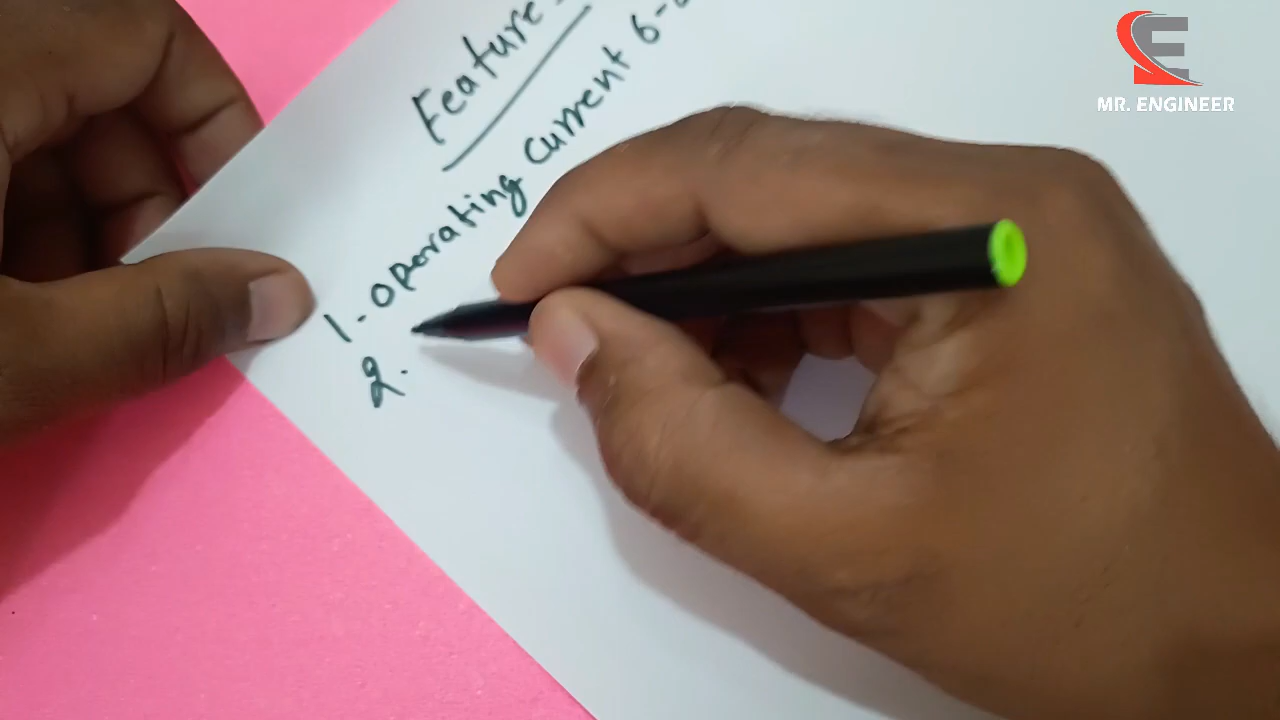 Feature
1- Operating current 6-
2.
E
MR. ENGINEER